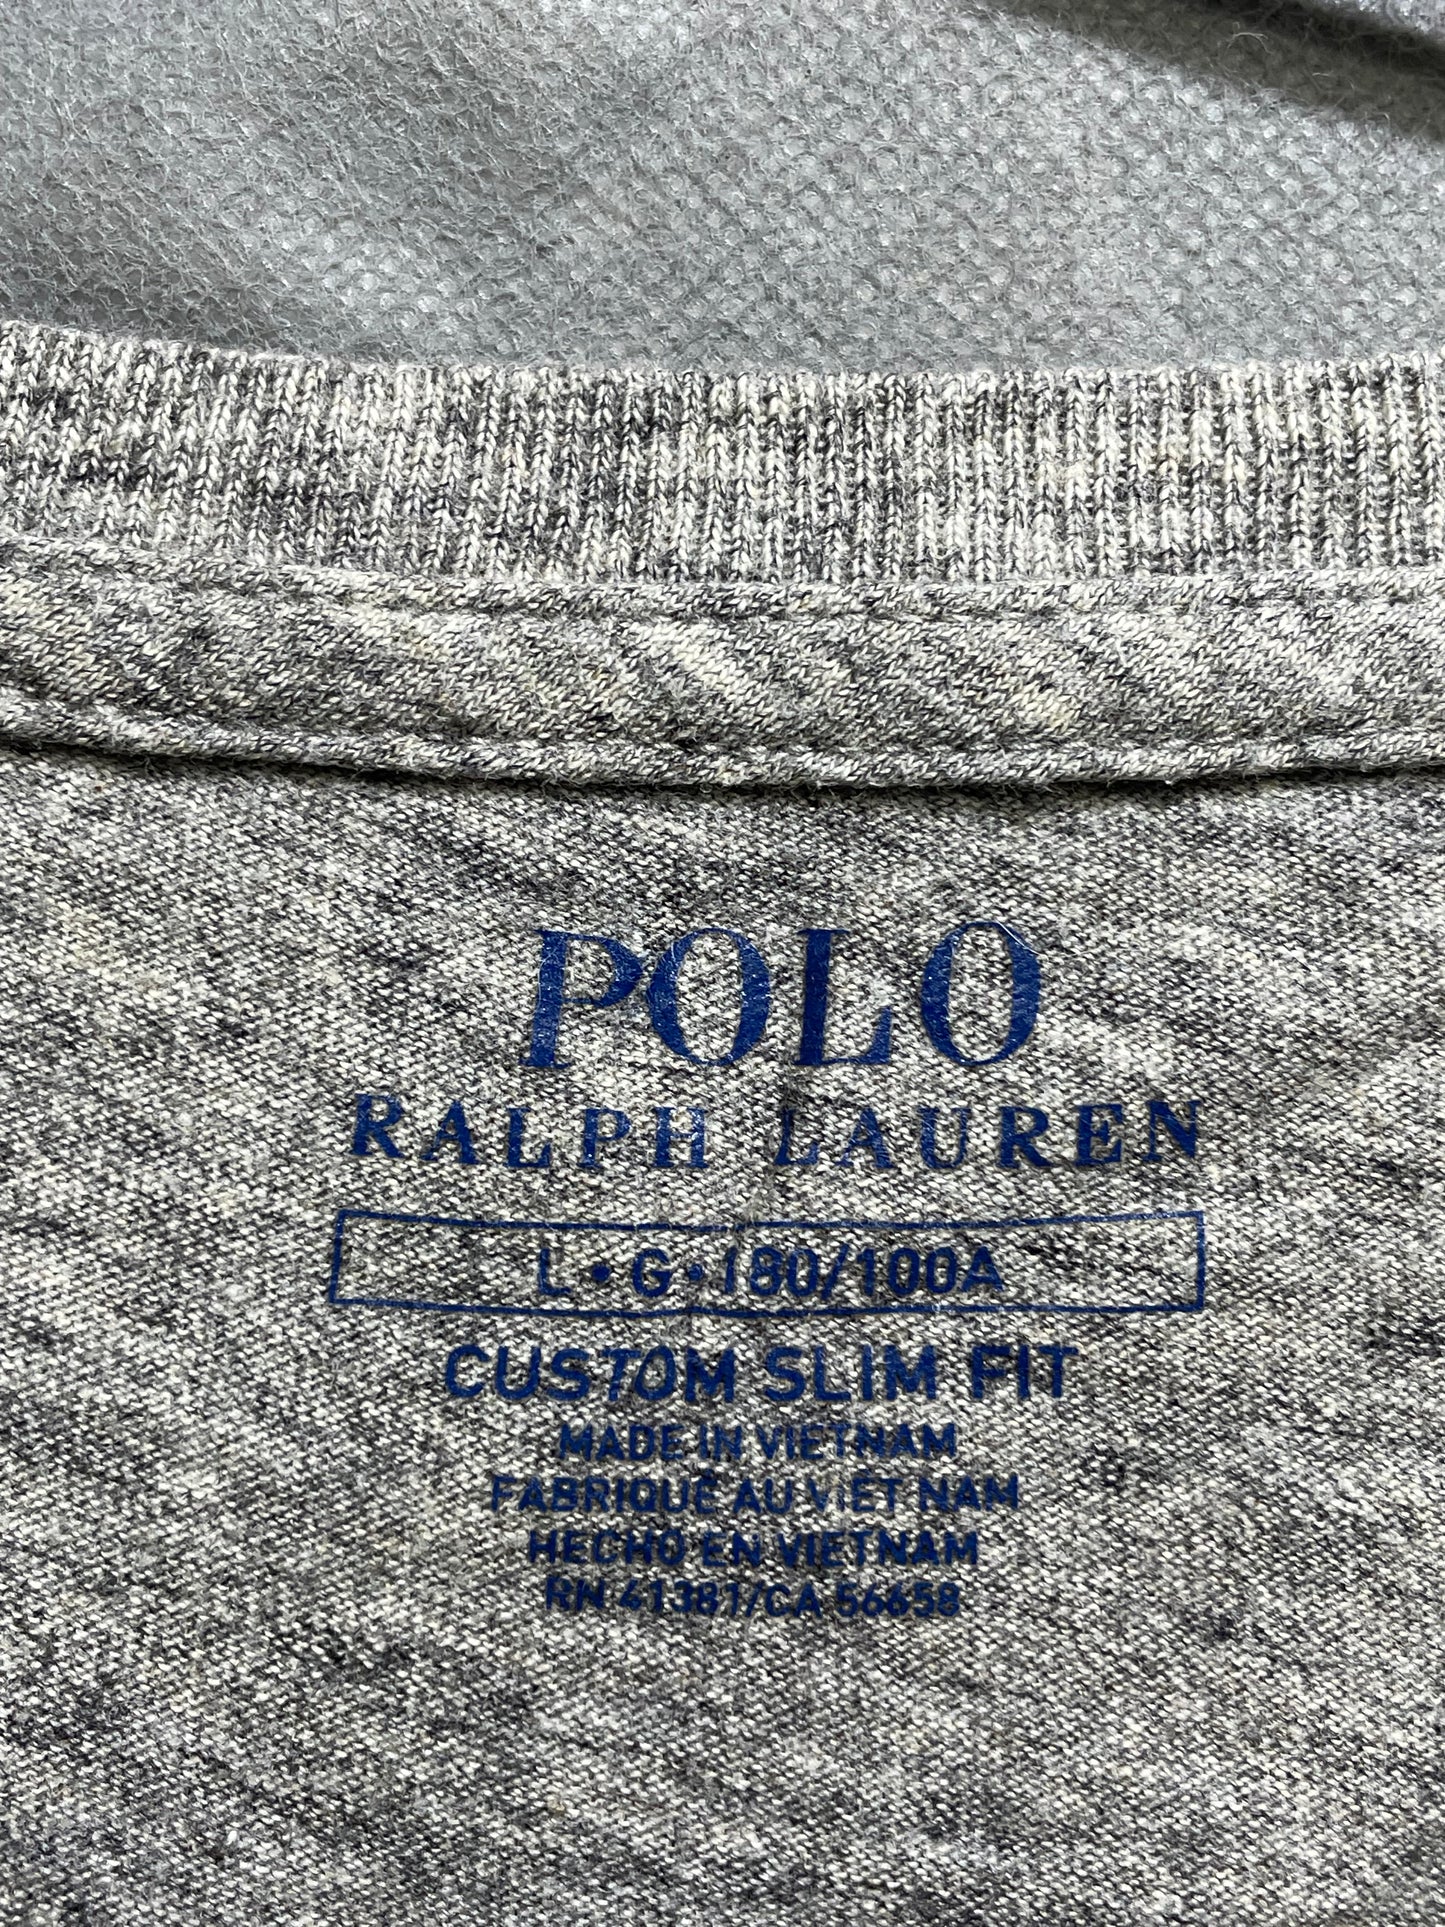 POLO
RALPH LAUREN
L • G • 180/100A
CUSTOM SLIM FIT
MADE IN VIETNAM
FABRIQUÉ AU VIET NAM
HECHO EN VIETNAM
RN 41381/CA 56658